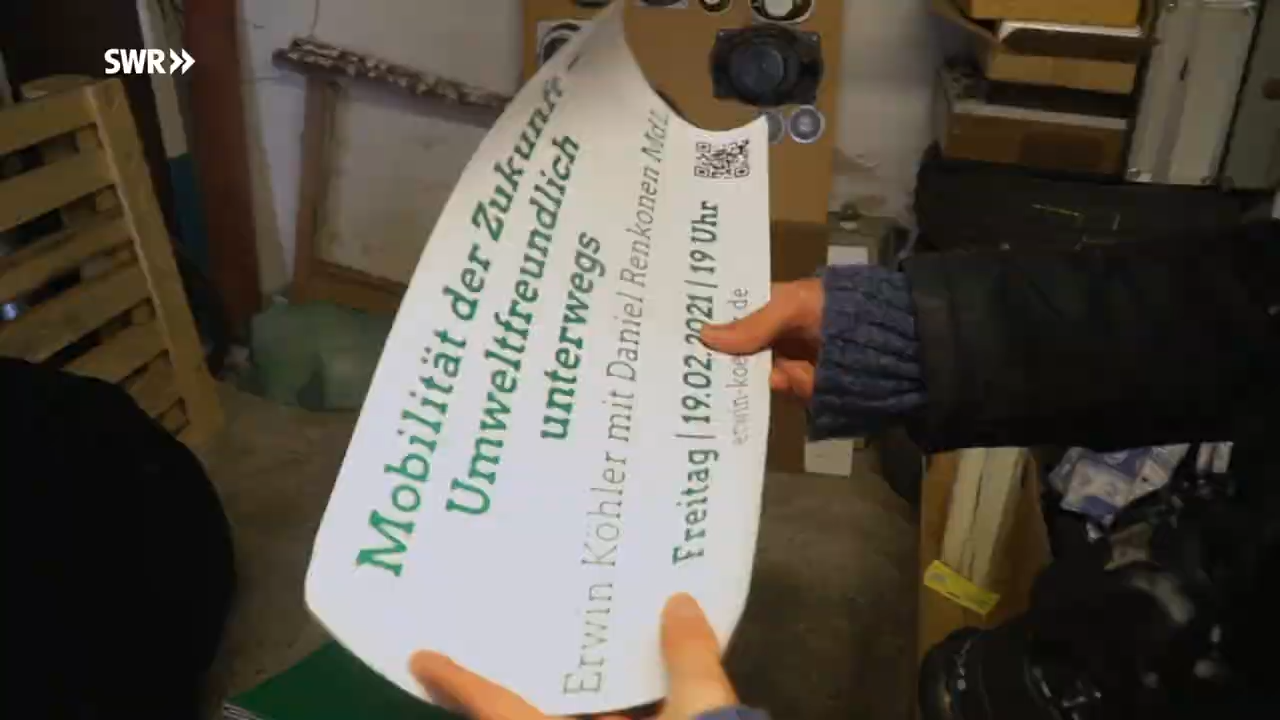 SWR»
Mobilität der Zukunft
Umweltfreundlich
unterwegs
Erwin Köhler mit Daniel Renkonen MdL
Freitag | 19.02.2021 | 19 Uhr